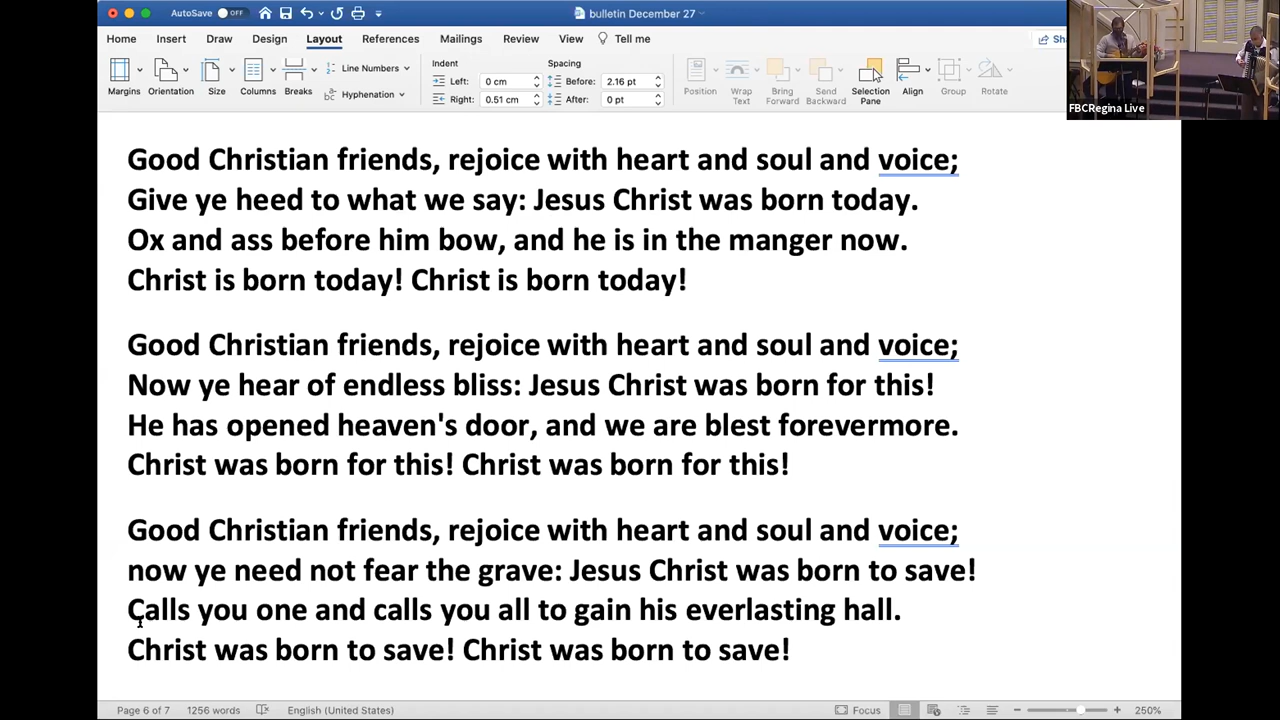 AutoSave OFF
bulletin December 27
Home Insert Draw Design Layout References Mailings Review View Tell me
Margins Orientation Size Columns Breaks Line Numbers Hyphenation
Indent Spacing
Left: 0 cm Before: 2.16 pt
Right: 0.51 cm After: 0 pt
Position Wrap Text Bring Forward Send Backward Selection Pane Align Group Rotate
FBCRegina Live
Good Christian friends, rejoice with heart and soul and voice;
Give ye heed to what we say: Jesus Christ was born today.
Ox and ass before him bow, and he is in the manger now.
Christ is born today! Christ is born today!
Good Christian friends, rejoice with heart and soul and voice;
Now ye hear of endless bliss: Jesus Christ was born for this!
He has opened heaven's door, and we are blest forevermore.
Christ was born for this! Christ was born for this!
Good Christian friends, rejoice with heart and soul and voice;
now ye need not fear the grave: Jesus Christ was born to save!
Calls you one and calls you all to gain his everlasting hall.
Christ was born to save! Christ was born to save!
Page 6 of 7 1256 words English (United States) Focus 250%